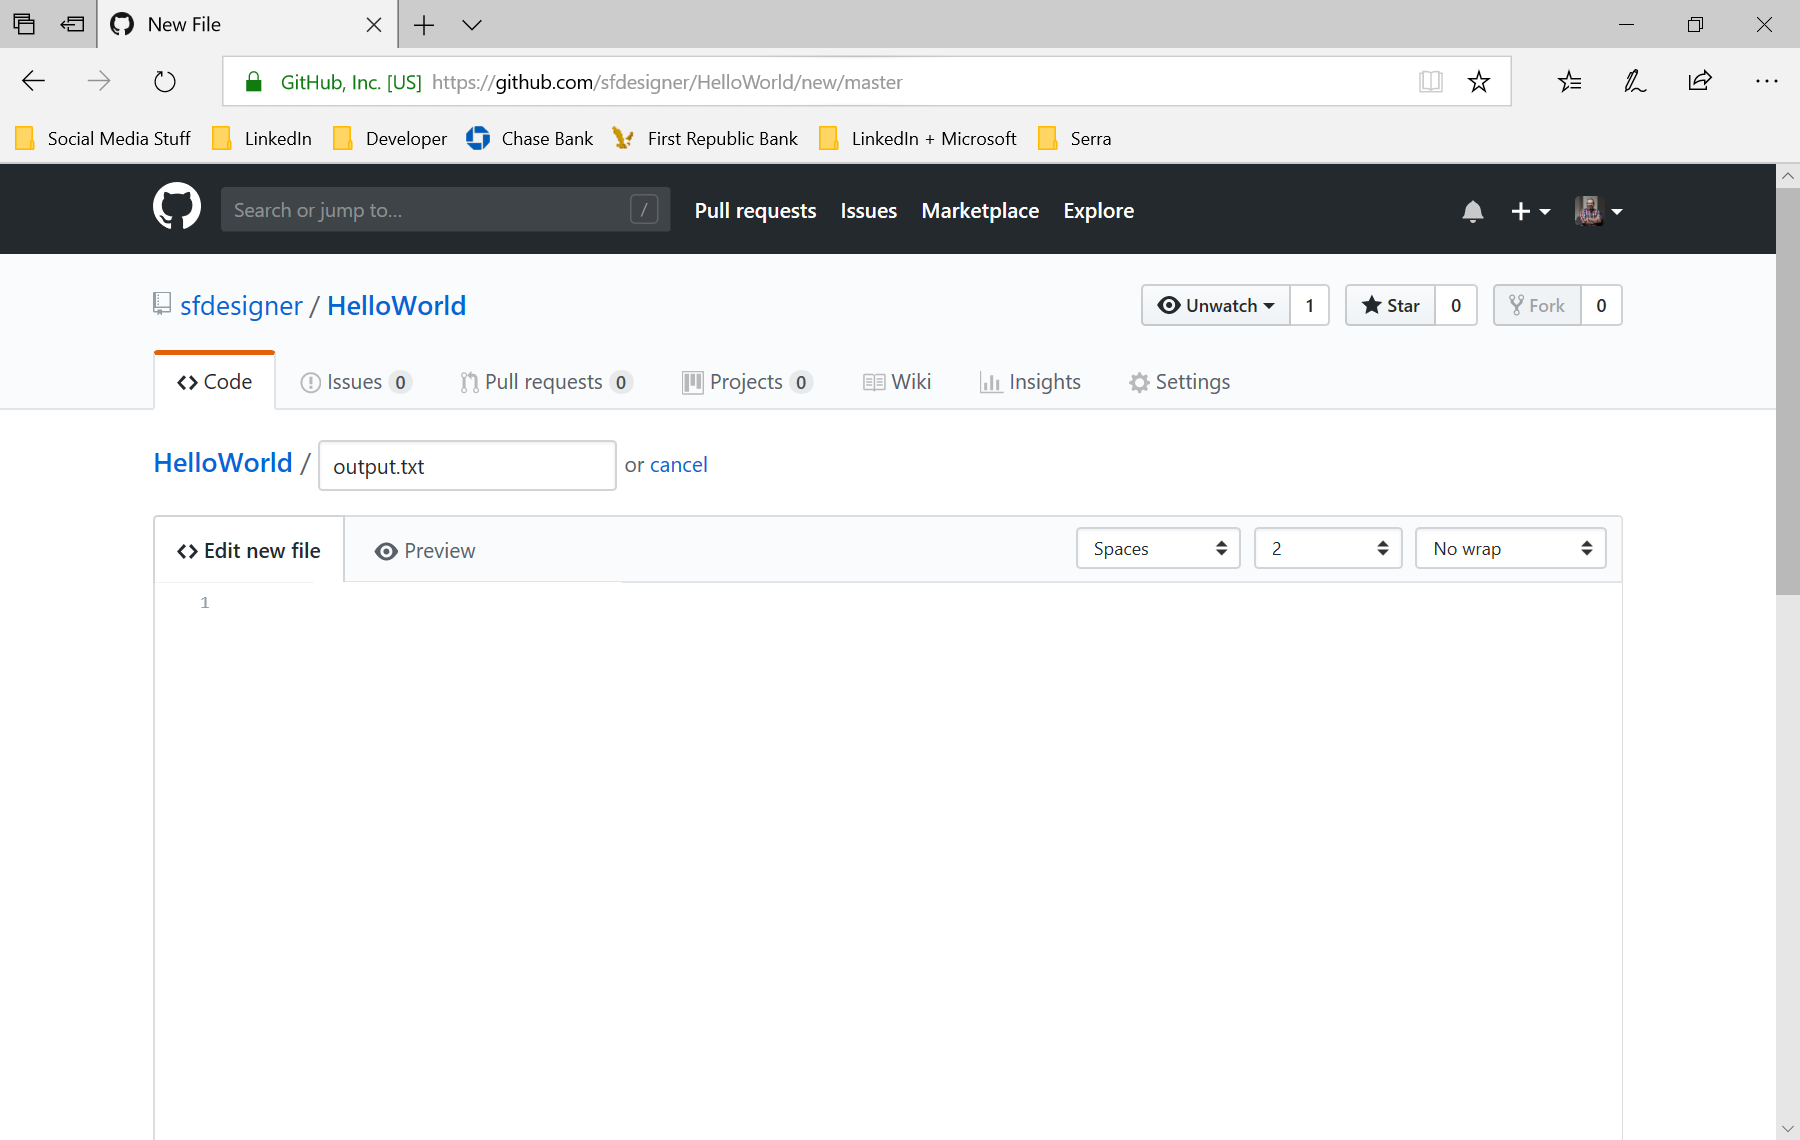 New File
GitHub, Inc. [US] https://github.com/sfdesigner/HelloWorld/new/master
Social Media Stuff LinkedIn Developer Chase Bank First Republic Bank LinkedIn + Microsoft Serra
Search or jump to... / Pull requests Issues Marketplace Explore
sfdesigner / HelloWorld Unwatch 1 Star 0 Fork 0
Code Issues 0 Pull requests 0 Projects 0 Wiki Insights Settings
HelloWorld / output.txt or cancel
Edit new file Preview Spaces 2 No wrap
1